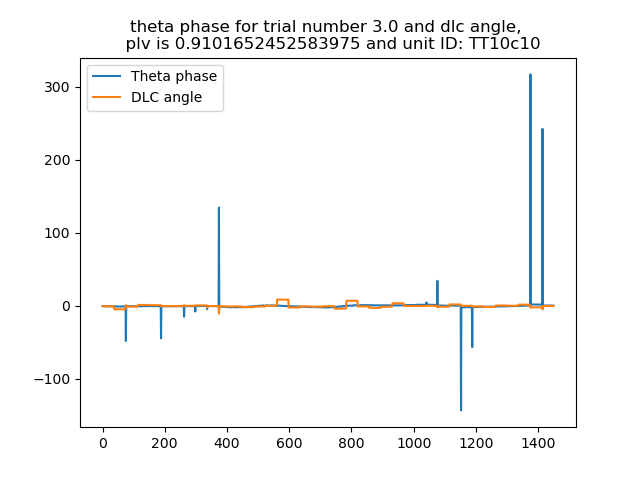 theta phase for trial number 3.0 and dlc angle,
plv is 0.9101652452583975 and unit ID: TT10c10
Theta phase
DLC angle
300
200
100
0
−100
0 200 400 600 800 1000 1200 1400